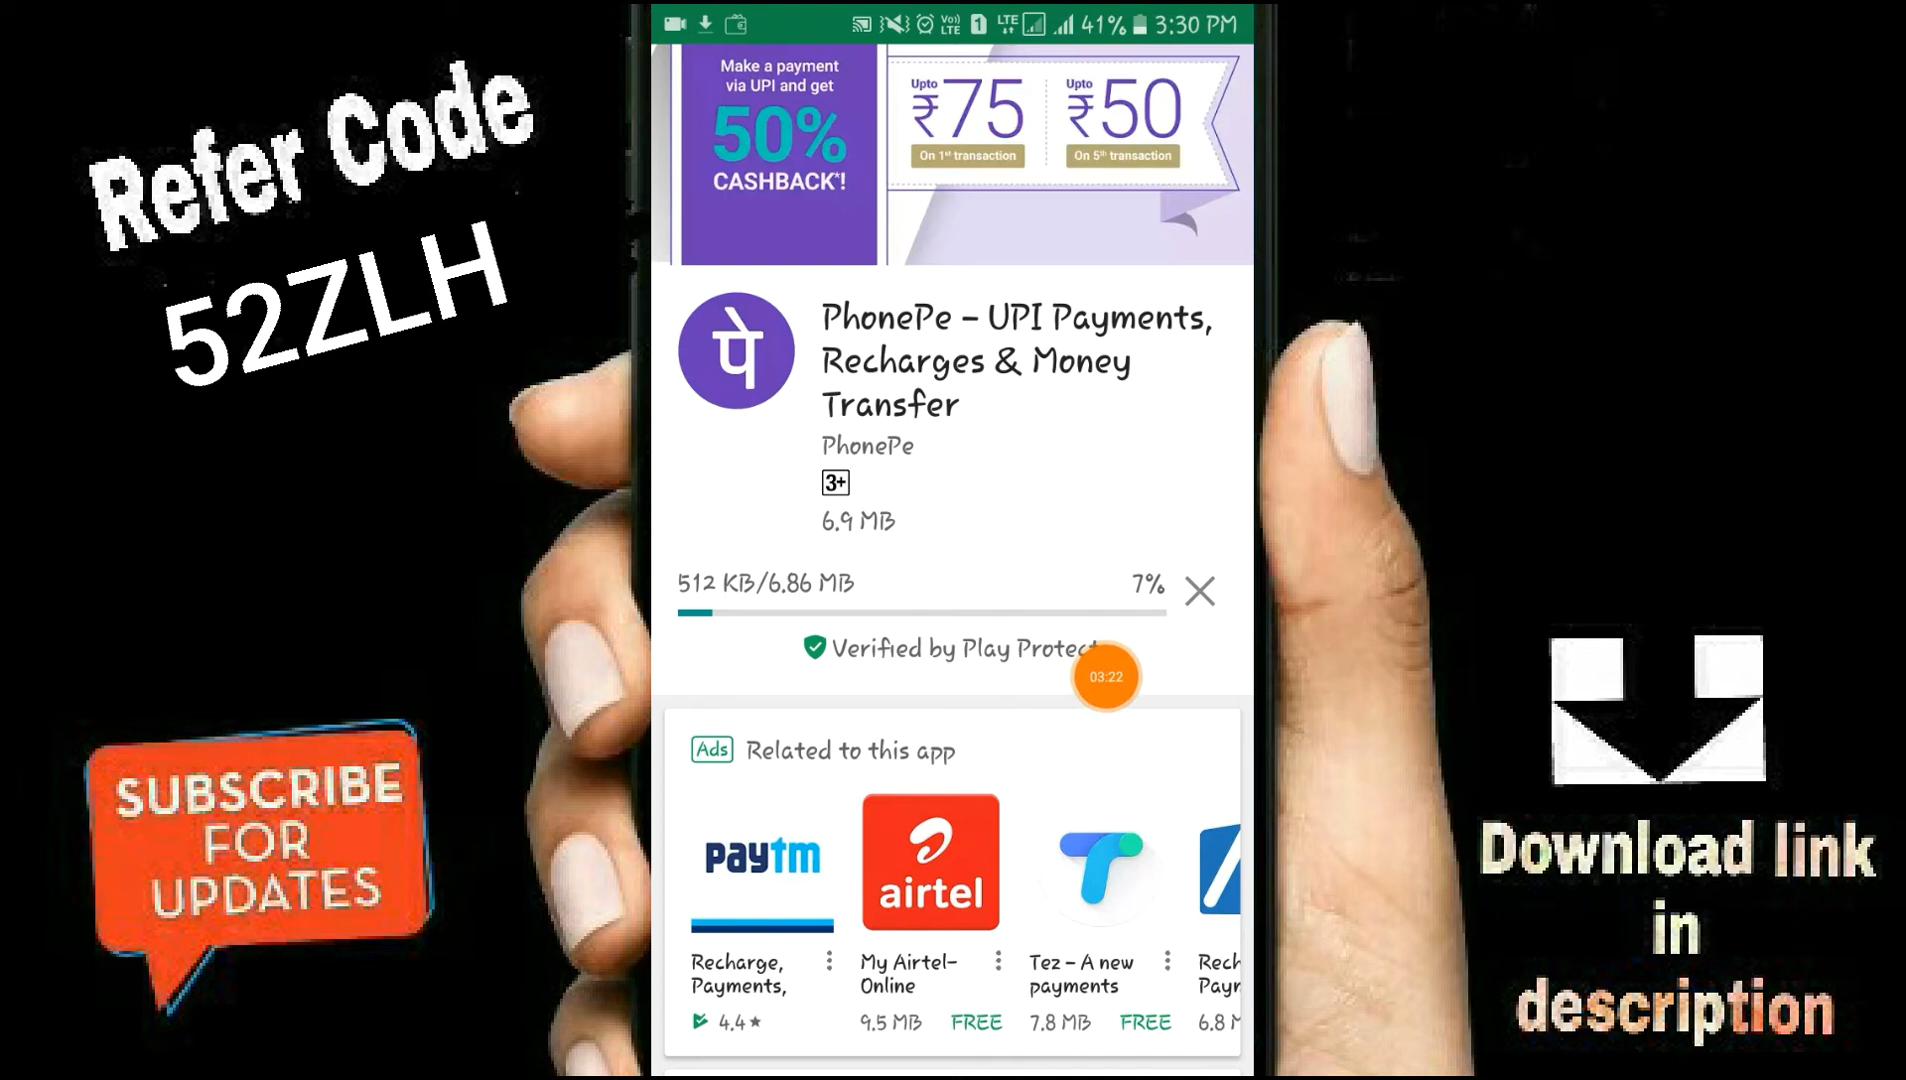 Refer Code
52ZLH
SUBSCRIBE
FOR
UPDATES
VoLTE 1 LTE 41% 3:30 PM
Make a payment
via UPI and get
50%
CASHBACK*!
Upto
₹75
On 1st transaction
Upto
₹50
On 5th transaction
पे
PhonePe – UPI Payments,
Recharges & Money
Transfer
PhonePe
3+
6.9 MB
512 KB/6.86 MB 7%
Verified by Play Protect
03:22
Ads Related to this app
paytm
airtel
Recharge,
Payments,
4.4★
My Airtel-
Online
9.5 MB FREE
Tez – A new
payments
7.8 MB FREE
6.8
Download link
in
description